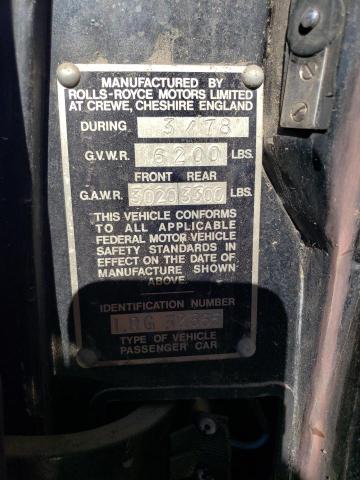 MANUFACTURED BY
ROLLS-ROYCE MOTORS LIMITED
AT CREWE, CHESHIRE ENGLAND
DURING 3/78
G.V.W.R. 6200 LBS.
FRONT REAR
G.A.W.R. 3020 3300 LBS.
THIS VEHICLE CONFORMS
TO ALL APPLICABLE
FEDERAL MOTOR VEHICLE
SAFETY STANDARDS IN
EFFECT ON THE DATE OF
MANUFACTURE SHOWN
ABOVE.
IDENTIFICATION NUMBER
TYPE OF VEHICLE
PASSENGER CAR